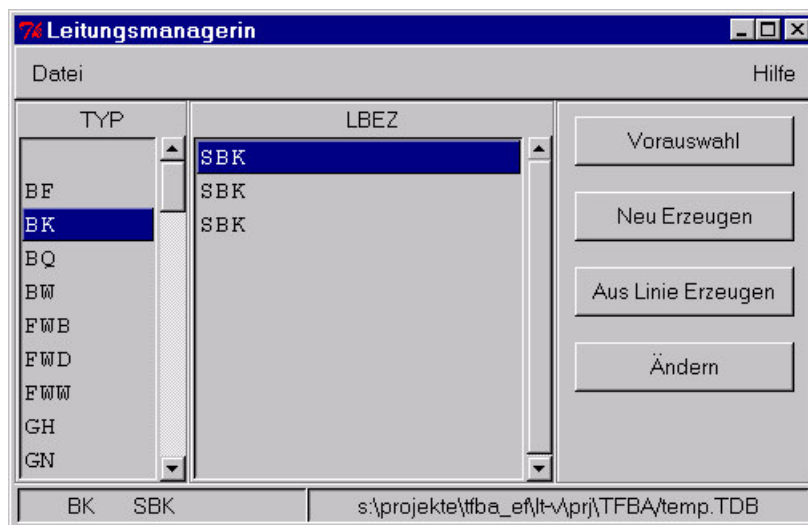 Leitungsmanagerin
Datei Hilfe
TYP
BF
BK
BQ
BW
FWB
FWD
FWW
GH
GN
LBEZ
SBK
SBK
SBK
Vorauswahl
Neu Erzeugen
Aus Linie Erzeugen
Ändern
BK SBK
s:\projekte\tfba_ef\lt-v\prj\TFBA/temp.TDB